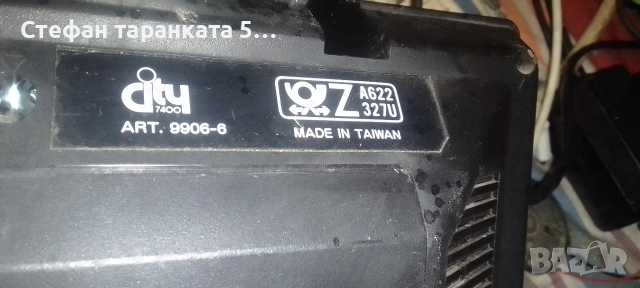 Стефан таранката 5...
city
7400
ART. 9906-6
Z A622
327U
MADE IN TAIWAN
BAZAR